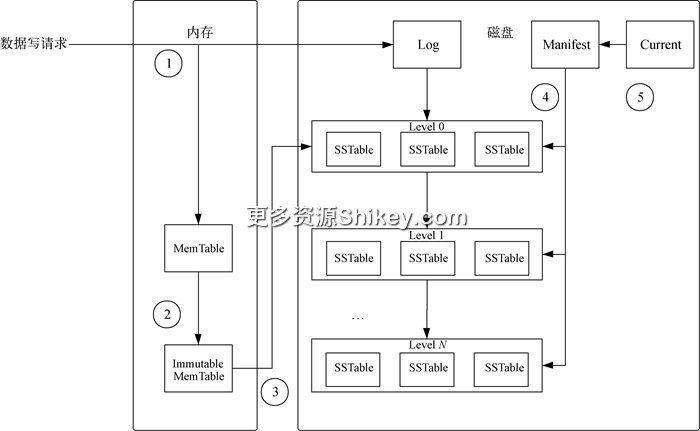 内存
磁盘
数据写请求
Log
Manifest
Current
1
4
5
Level 0
SSTable SSTable SSTable
更多资源Shikey.com
MemTable
Level 1
SSTable SSTable SSTable
2
…
Immutable
MemTable
Level N
SSTable SSTable SSTable
3